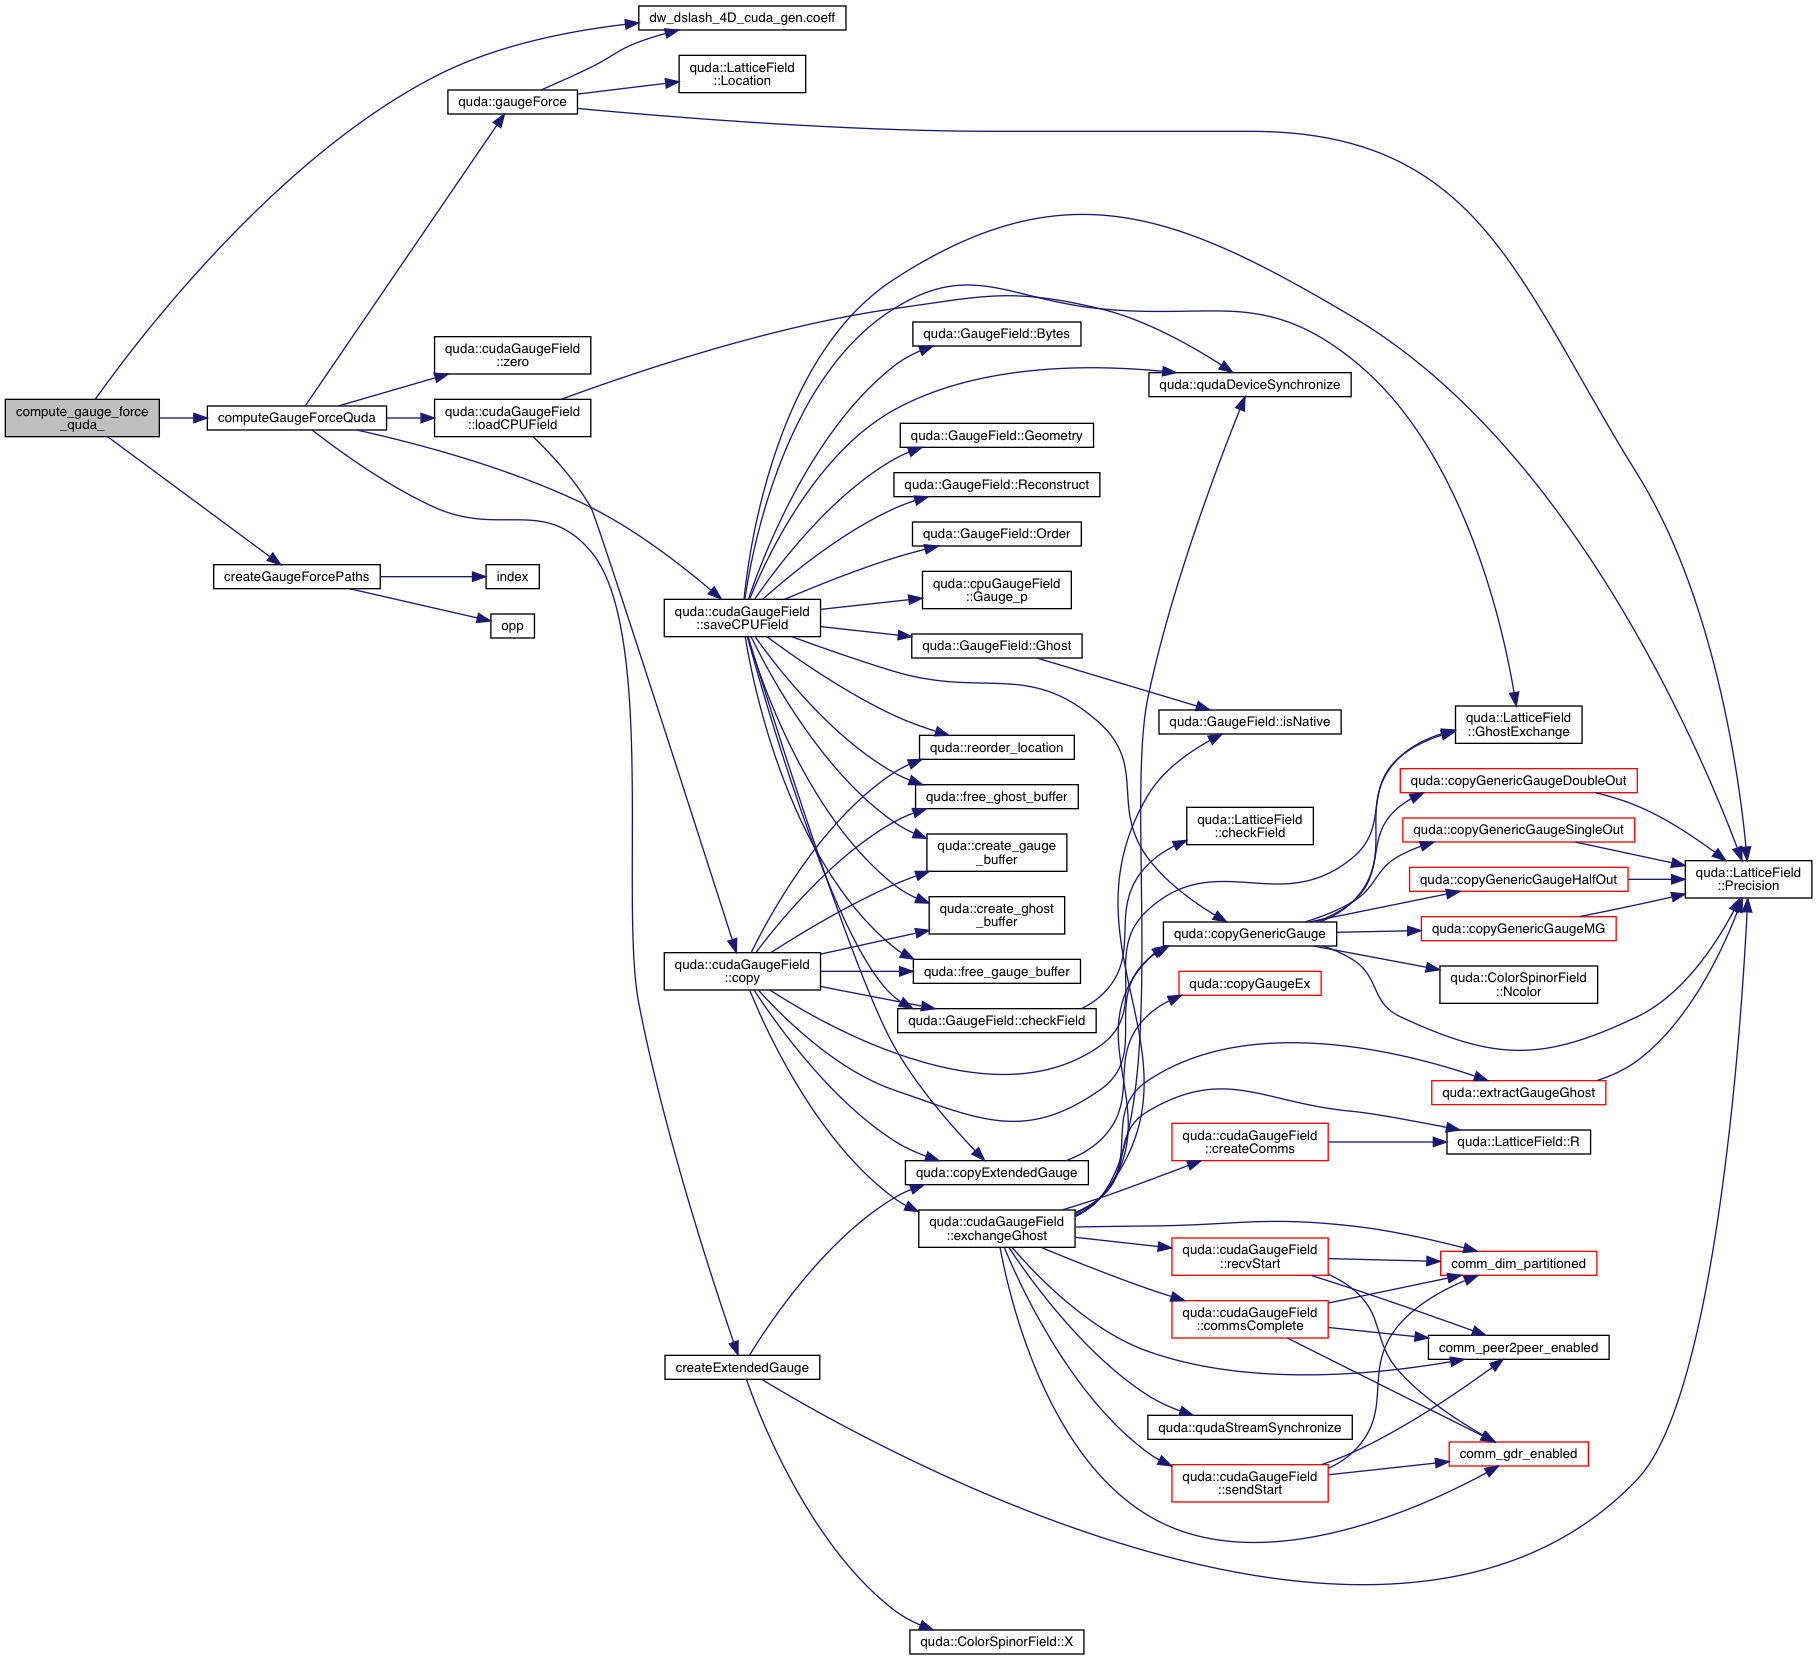 dw_dslash_4D_cuda_gen.coeff
quda::LatticeField
::Location
quda::gaugeForce
quda::GaugeField::Bytes
quda::cudaGaugeField
::zero
quda::qudaDeviceSynchronize
compute_gauge_force
_quda_
computeGaugeForceQuda
quda::cudaGaugeField
::loadCPUField
quda::GaugeField::Geometry
quda::GaugeField::Reconstruct
quda::GaugeField::Order
createGaugeForcePaths
index
quda::cpuGaugeField
::Gauge_p
opp
quda::cudaGaugeField
::saveCPUField
quda::GaugeField::Ghost
quda::GaugeField::isNative
quda::LatticeField
::GhostExchange
quda::reorder_location
quda::copyGenericGaugeDoubleOut
quda::free_ghost_buffer
quda::LatticeField
::checkField
quda::copyGenericGaugeSingleOut
quda::create_gauge
_buffer
quda::copyGenericGaugeHalfOut
quda::LatticeField
::Precision
quda::create_ghost
_buffer
quda::copyGenericGauge
quda::copyGenericGaugeMG
quda::cudaGaugeField
::copy
quda::free_gauge_buffer
quda::copyGaugeEx
quda::ColorSpinorField
::Ncolor
quda::GaugeField::checkField
quda::extractGaugeGhost
quda::cudaGaugeField
::createComms
quda::LatticeField::R
quda::copyExtendedGauge
quda::cudaGaugeField
::exchangeGhost
quda::cudaGaugeField
::recvStart
comm_dim_partitioned
quda::cudaGaugeField
::commsComplete
comm_peer2peer_enabled
createExtendedGauge
quda::qudaStreamSynchronize
comm_gdr_enabled
quda::cudaGaugeField
::sendStart
quda::ColorSpinorField::X